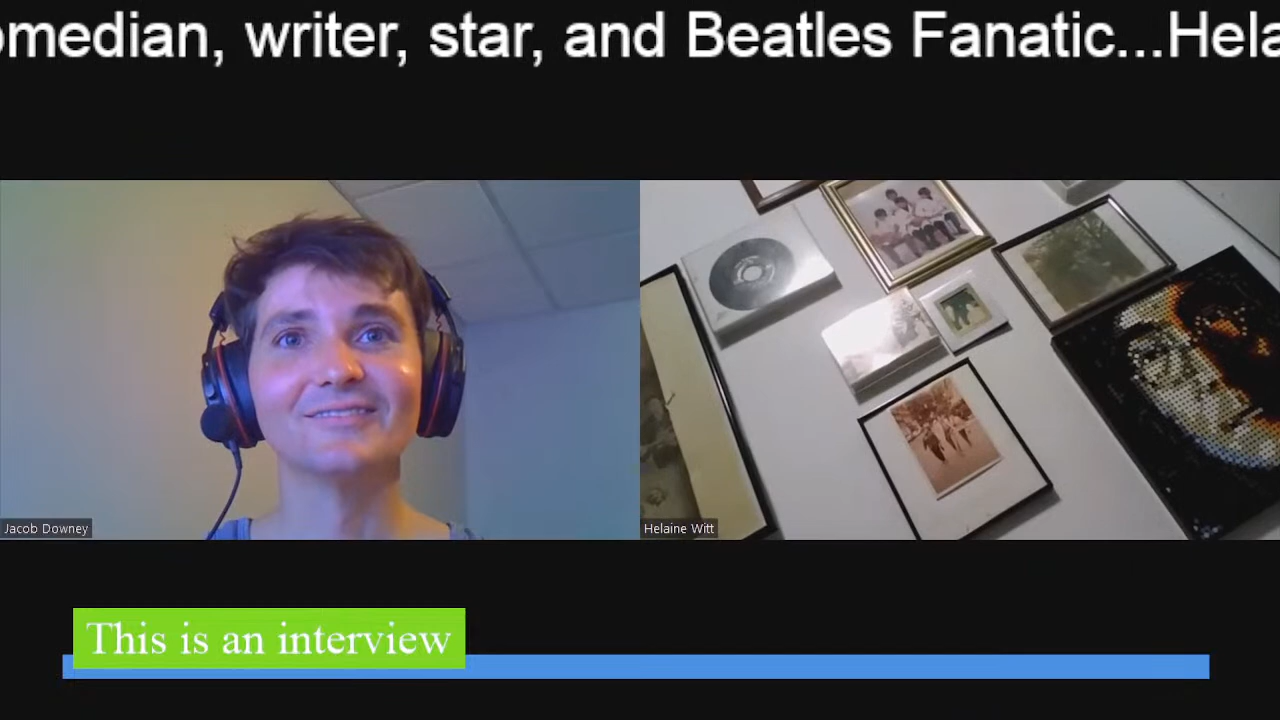 omedian, writer, star, and Beatles Fanatic...Hela
Jacob Downey
Helaine Witt
This is an interview